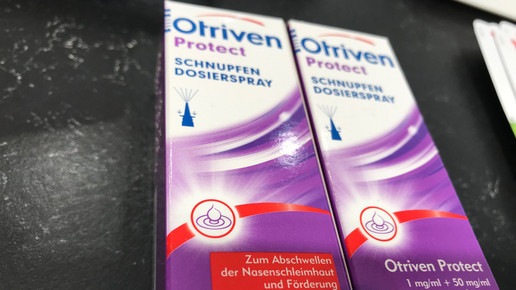 Otriven
Protect
SCHNUPFEN
DOSIERSPRAY
Zum Abschwellen
der Nasenschleimhaut
und Förderung
Otriven
Protect
SCHNUPFEN
DOSIERSPRAY
Otriven Protect
1 mg/ml + 50 mg/ml